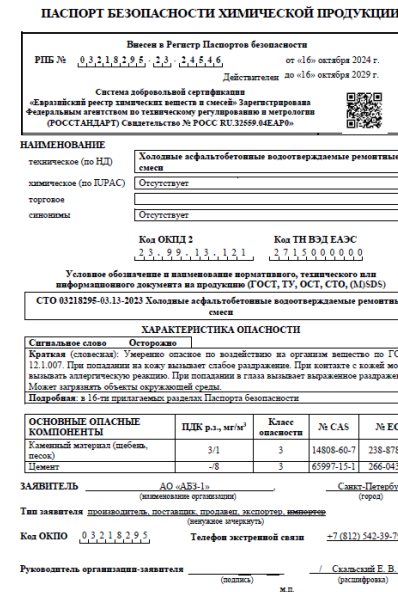 ПАСПОРТ БЕЗОПАСНОСТИ ХИМИЧЕСКОЙ ПРОДУКЦИИ
Внесен в Регистр Паспортов безопасности
РПБ № 03218295.23.24546 от «16» октября 2024 г.
Действителен до «16» октября 2029 г.
Система добровольной сертификации
«Евразийский реестр химических веществ и смесей» Зарегистрирована
Федеральным агентством по техническому регулированию и метрологии
(РОССТАНДАРТ) Свидетельство № РОСС RU.32559.04ЕАР0»
НАИМЕНОВАНИЕ
техническое (по НД) Холодные асфальтобетонные водоотверждаемые ремонтные
смеси
химическое (по IUPAC) Отсутствует
торговое
синонимы Отсутствует
Код ОКПД 2 Код ТН ВЭД ЕАЭС
23.99.13.121 2715000000
Условное обозначение и наименование нормативного, технического или
информационного документа на продукцию (ГОСТ, ТУ, ОСТ, СТО, (M)SDS)
СТО 03218295-03.13-2023 Холодные асфальтобетонные водоотверждаемые ремонтны
смеси
ХАРАКТЕРИСТИКА ОПАСНОСТИ
Сигнальное слово Осторожно
Краткая (словесная): Умеренно опасное по воздействию на организм вещество по ГО
12.1.007. При попадании на кожу вызывает слабое раздражение. При контакте с кожей мо
вызывать аллергическую реакцию. При попадании в глаза вызывает выраженное раздраже
Может загрязнять объекты окружающей среды.
Подробная: в 16-ти прилагаемых разделах Паспорта безопасности
ОСНОВНЫЕ ОПАСНЫЕ КОМПОНЕНТЫ ПДК р.з., мг/м³ Класс опасности № CAS № ЕС
Каменный материал (щебень, песок) 3/1 3 14808-60-7 238-878
Цемент -/8 3 65997-15-1 266-043
ЗАЯВИТЕЛЬ АО «АБЗ-1», Санкт-Петербу
(наименование организации) (город)
Тип заявителя производитель, поставщик, продавец, экспортер, импортер
(ненужное зачеркнуть)
Код ОКПО 03218295 Телефон экстренной связи +7 (812) 542-39-7
Руководитель организации-заявителя / Скальский Е. В.
(подпись) (расшифровка)
м.п.